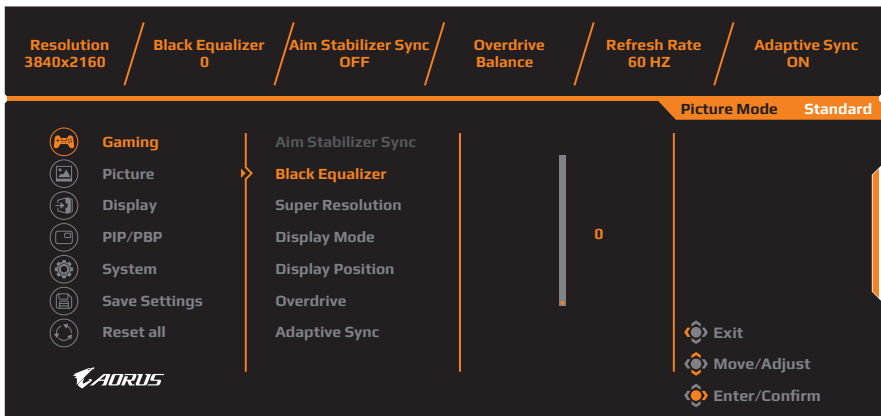 Resolution
3840x2160
Black Equalizer
0
Aim Stabilizer Sync
OFF
Overdrive
Balance
Refresh Rate
60 HZ
Adaptive Sync
ON
Picture Mode Standard
Gaming
Picture
Display
PIP/PBP
System
Save Settings
Reset all
Aim Stabilizer Sync
Black Equalizer
Super Resolution
Display Mode
Display Position
Overdrive
Adaptive Sync
0
Exit
Move/Adjust
Enter/Confirm
AORUS